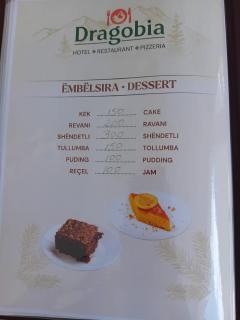 Dragobia
HOTEL • RESTAURANT • PIZZERIA
ËMBËLSIRA • DESSERT
KEK 150 CAKE
REVANI 200 RAVANI
SHËNDETLI 300 SHËNDETLI
TULLUMBA 150 TOLLUMBA
PUDING 100 PUDDING
REÇEL 100 JAM